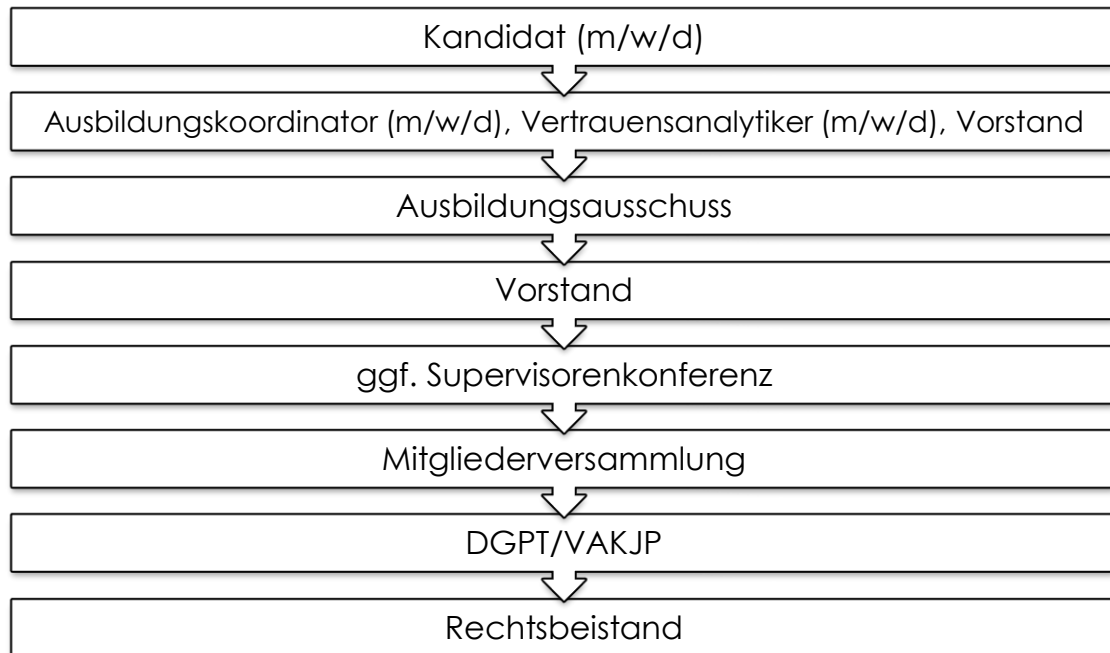 Kandidat (m/w/d)
Ausbildungskoordinator (m/w/d), Vertrauensanalytiker (m/w/d), Vorstand
Ausbildungsausschuss
Vorstand
ggf. Supervisorenkonferenz
Mitgliederversammlung
DGPT/VAKJP
Rechtsbeistand